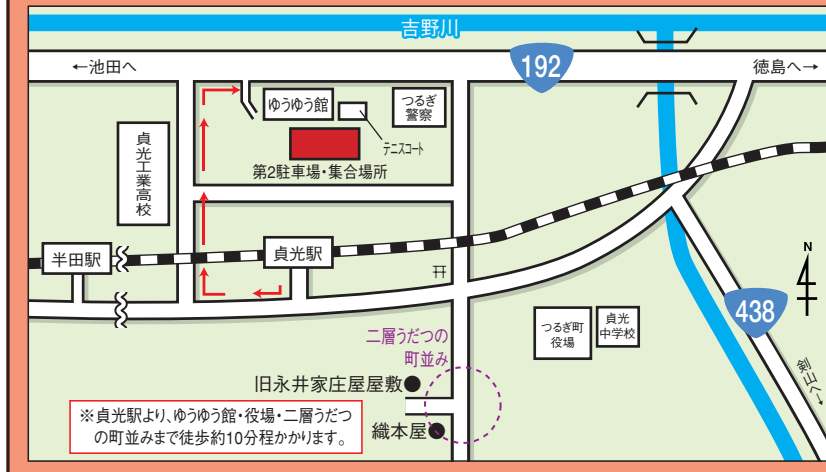 吉野川
←池田へ
192
徳島へ→
ゆうゆう館
つるぎ
警察
テニスコート
第2駐車場・集合場所
貞光工業高校
半田駅
貞光駅
N
438
つるぎ町
役場
貞光
中学校
剣山へ→
二層うだつの
町並み
旧永井家庄屋屋敷●
織本屋●
※貞光駅より、ゆうゆう館・役場・二層うだつ
の町並みまで徒歩約10分程かかります。